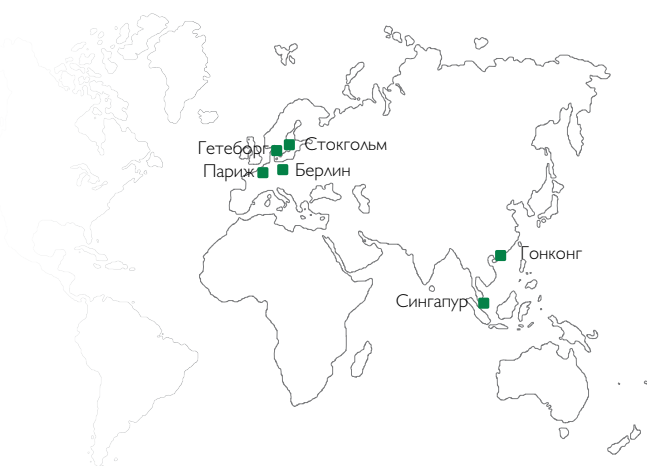 Гетеборг
Стокгольм
Париж
Берлин
Гонконг
Сингапур